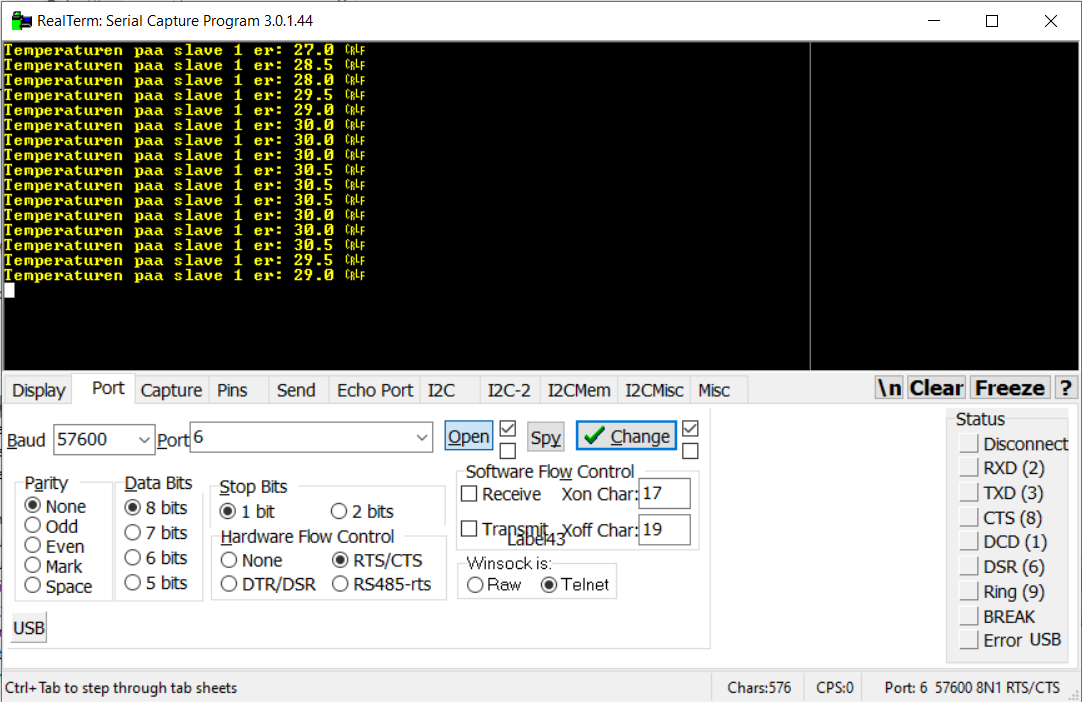 RealTerm: Serial Capture Program 3.0.1.44
Temperaturen paa slave 1 er: 27.0 CRLF
Temperaturen paa slave 1 er: 28.5 CRLF
Temperaturen paa slave 1 er: 28.0 CRLF
Temperaturen paa slave 1 er: 29.5 CRLF
Temperaturen paa slave 1 er: 29.0 CRLF
Temperaturen paa slave 1 er: 30.0 CRLF
Temperaturen paa slave 1 er: 30.0 CRLF
Temperaturen paa slave 1 er: 30.0 CRLF
Temperaturen paa slave 1 er: 30.5 CRLF
Temperaturen paa slave 1 er: 30.5 CRLF
Temperaturen paa slave 1 er: 30.5 CRLF
Temperaturen paa slave 1 er: 30.0 CRLF
Temperaturen paa slave 1 er: 30.0 CRLF
Temperaturen paa slave 1 er: 30.5 CRLF
Temperaturen paa slave 1 er: 29.5 CRLF
Temperaturen paa slave 1 er: 29.0 CRLF
Display Port Capture Pins Send Echo Port I2C I2C-2 I2CMem I2CMisc Misc \n Clear Freeze ?
Baud 57600 Port 6 Open Spy Change
Parity
None
Odd
Even
Mark
Space
Data Bits
8 bits
7 bits
6 bits
5 bits
Stop Bits
1 bit 2 bits
Hardware Flow Control
None RTS/CTS
DTR/DSR RS485-rts
Software Flow Control
Receive Xon Char: 17
Transmit Xoff Char: 19
Label43
Winsock is:
Raw Telnet
USB
Status
Disconnect
RXD (2)
TXD (3)
CTS (8)
DCD (1)
DSR (6)
Ring (9)
BREAK
Error USB
Ctrl+Tab to step through tab sheets Chars:576 CPS:0 Port: 6 57600 8N1 RTS/CTS